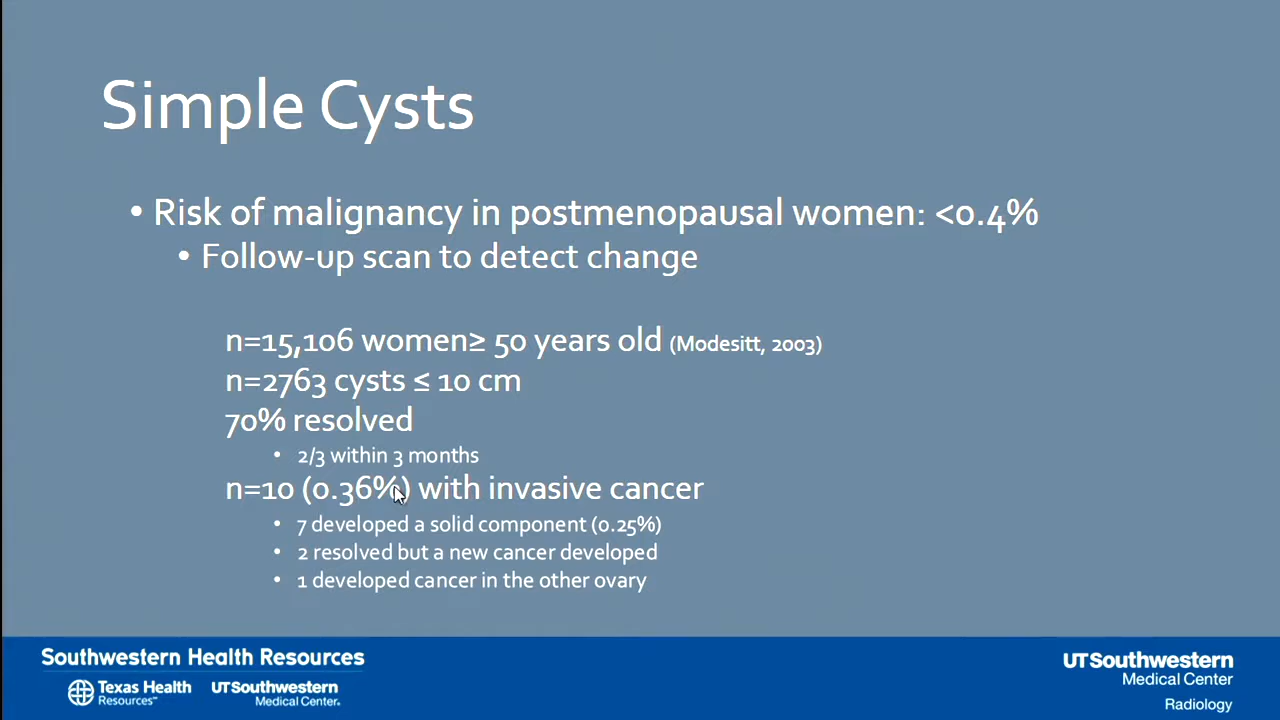 Simple Cysts
• Risk of malignancy in postmenopausal women: <0.4%
• Follow-up scan to detect change
n=15,106 women≥ 50 years old (Modesitt, 2003)
n=2763 cysts ≤ 10 cm
70% resolved
• 2/3 within 3 months
n=10 (0.36%) with invasive cancer
• 7 developed a solid component (0.25%)
• 2 resolved but a new cancer developed
• 1 developed cancer in the other ovary
Southwestern Health Resources
Texas Health Resources℠
UTSouthwestern Medical Center.
UTSouthwestern
Medical Center
Radiology